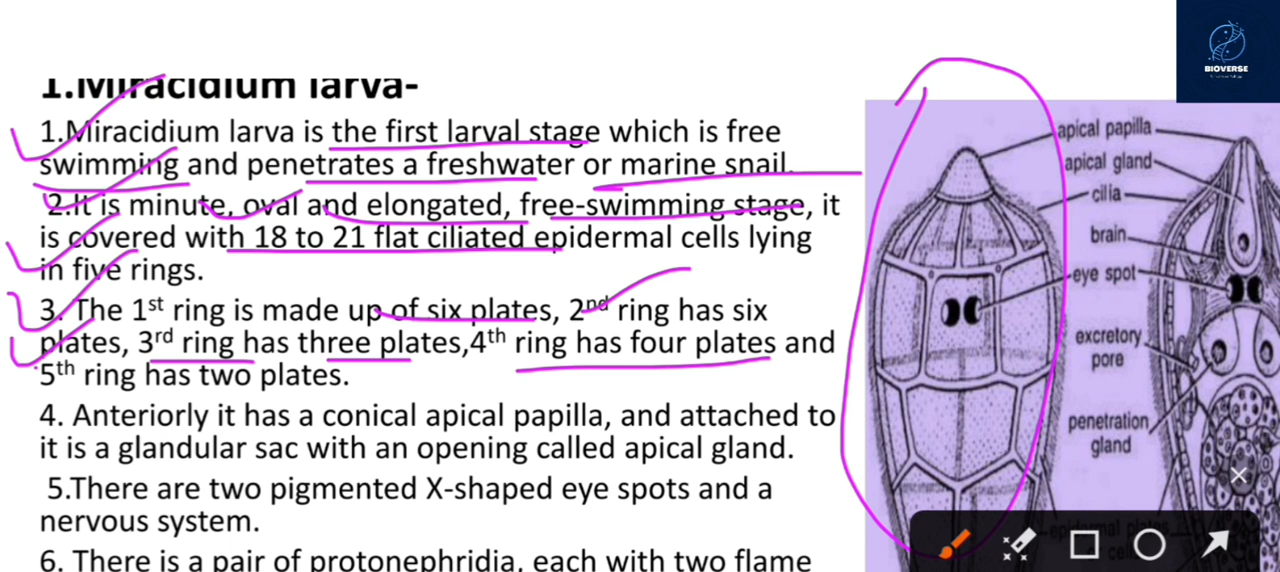 BIOVERSE
1.Miracidium larva-
1.Miracidium larva is the first larval stage which is free
swimming and penetrates a freshwater or marine snail.
2.It is minute, oval and elongated, free-swimming stage, it
is covered with 18 to 21 flat ciliated epidermal cells lying
in five rings.
3. The 1st ring is made up of six plates, 2nd ring has six
plates, 3rd ring has three plates,4th ring has four plates and
5th ring has two plates.
4. Anteriorly it has a conical apical papilla, and attached to
it is a glandular sac with an opening called apical gland.
5.There are two pigmented X-shaped eye spots and a
nervous system.
6. There is a pair of protonephridia, each with two flame
apical papilla
apical gland
cilia
brain
eye spot
excretory
pore
penetration
gland
epidermal plates